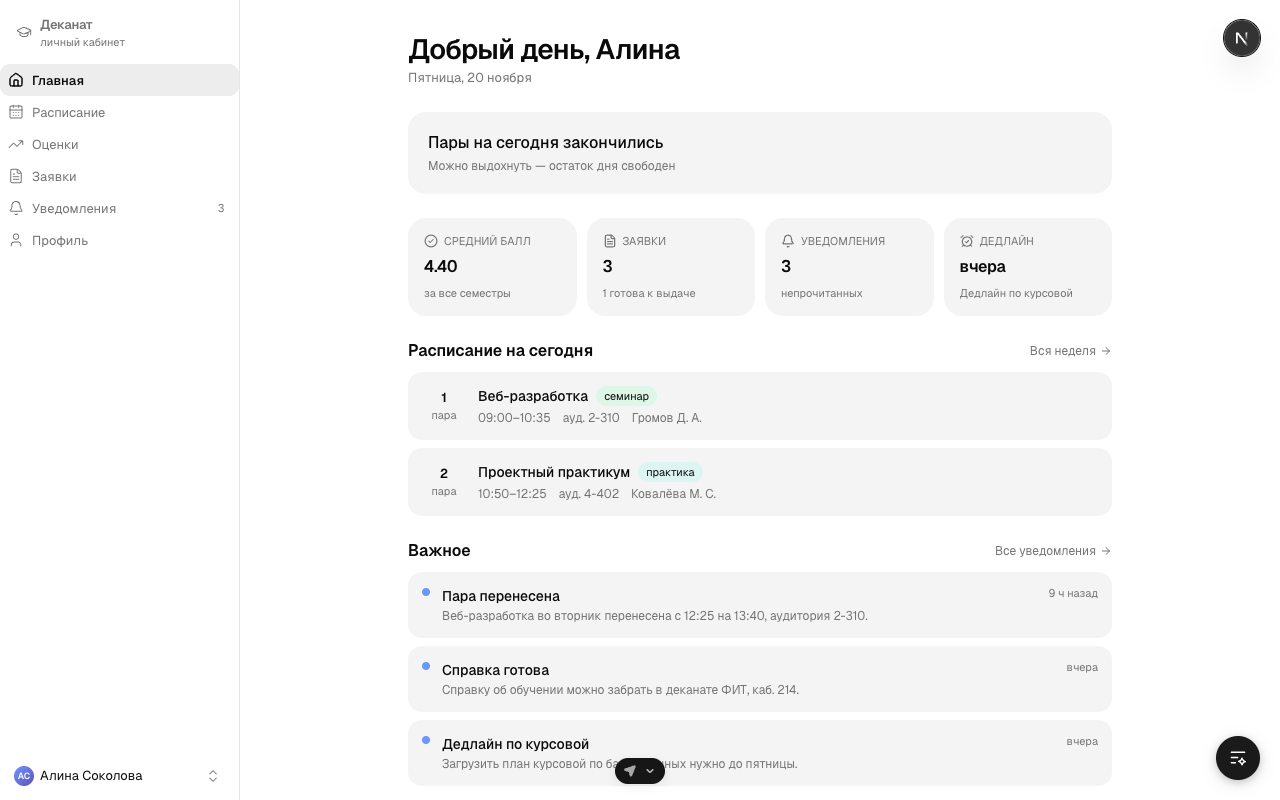 Деканат
личный кабинет
Главная
Расписание
Оценки
Заявки
Уведомления 3
Профиль
АС Алина Соколова
N
Добрый день, Алина
Пятница, 20 ноября
Пары на сегодня закончились
Можно выдохнуть — остаток дня свободен
СРЕДНИЙ БАЛЛ
4.40
за все семестры
ЗАЯВКИ
3
1 готова к выдаче
УВЕДОМЛЕНИЯ
3
непрочитанных
ДЕДЛАЙН
вчера
Дедлайн по курсовой
Расписание на сегодня
Вся неделя →
1 пара
Веб-разработка семинар
09:00–10:35 ауд. 2-310 Громов Д. А.
2 пара
Проектный практикум практика
10:50–12:25 ауд. 4-402 Ковалёва М. С.
Важное
Все уведомления →
Пара перенесена 9 ч назад
Веб-разработка во вторник перенесена с 12:25 на 13:40, аудитория 2-310.
Справка готова вчера
Справку об обучении можно забрать в деканате ФИТ, каб. 214.
Дедлайн по курсовой вчера
Загрузить план курсовой по нужно до пятницы.